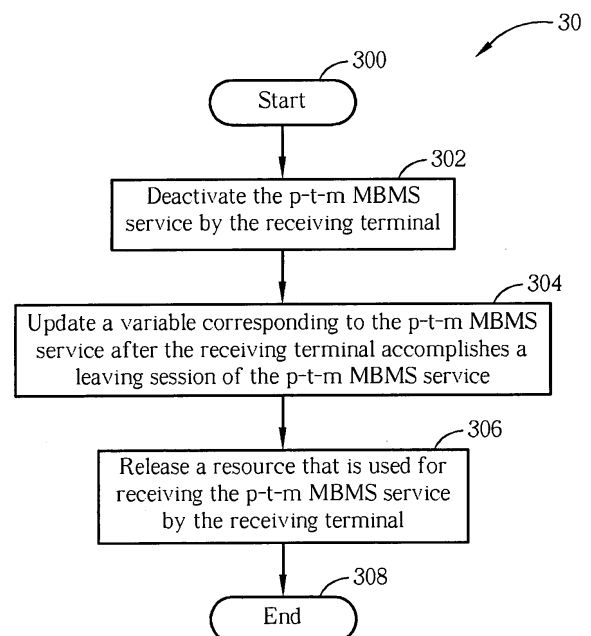 30
300
Start
302
Deactivate the p-t-m MBMS
service by the receiving terminal
304
Update a variable corresponding to the p-t-m MBMS
service after the receiving terminal accomplishes a
leaving session of the p-t-m MBMS service
306
Release a resource that is used for
receiving the p-t-m MBMS service
by the receiving terminal
308
End